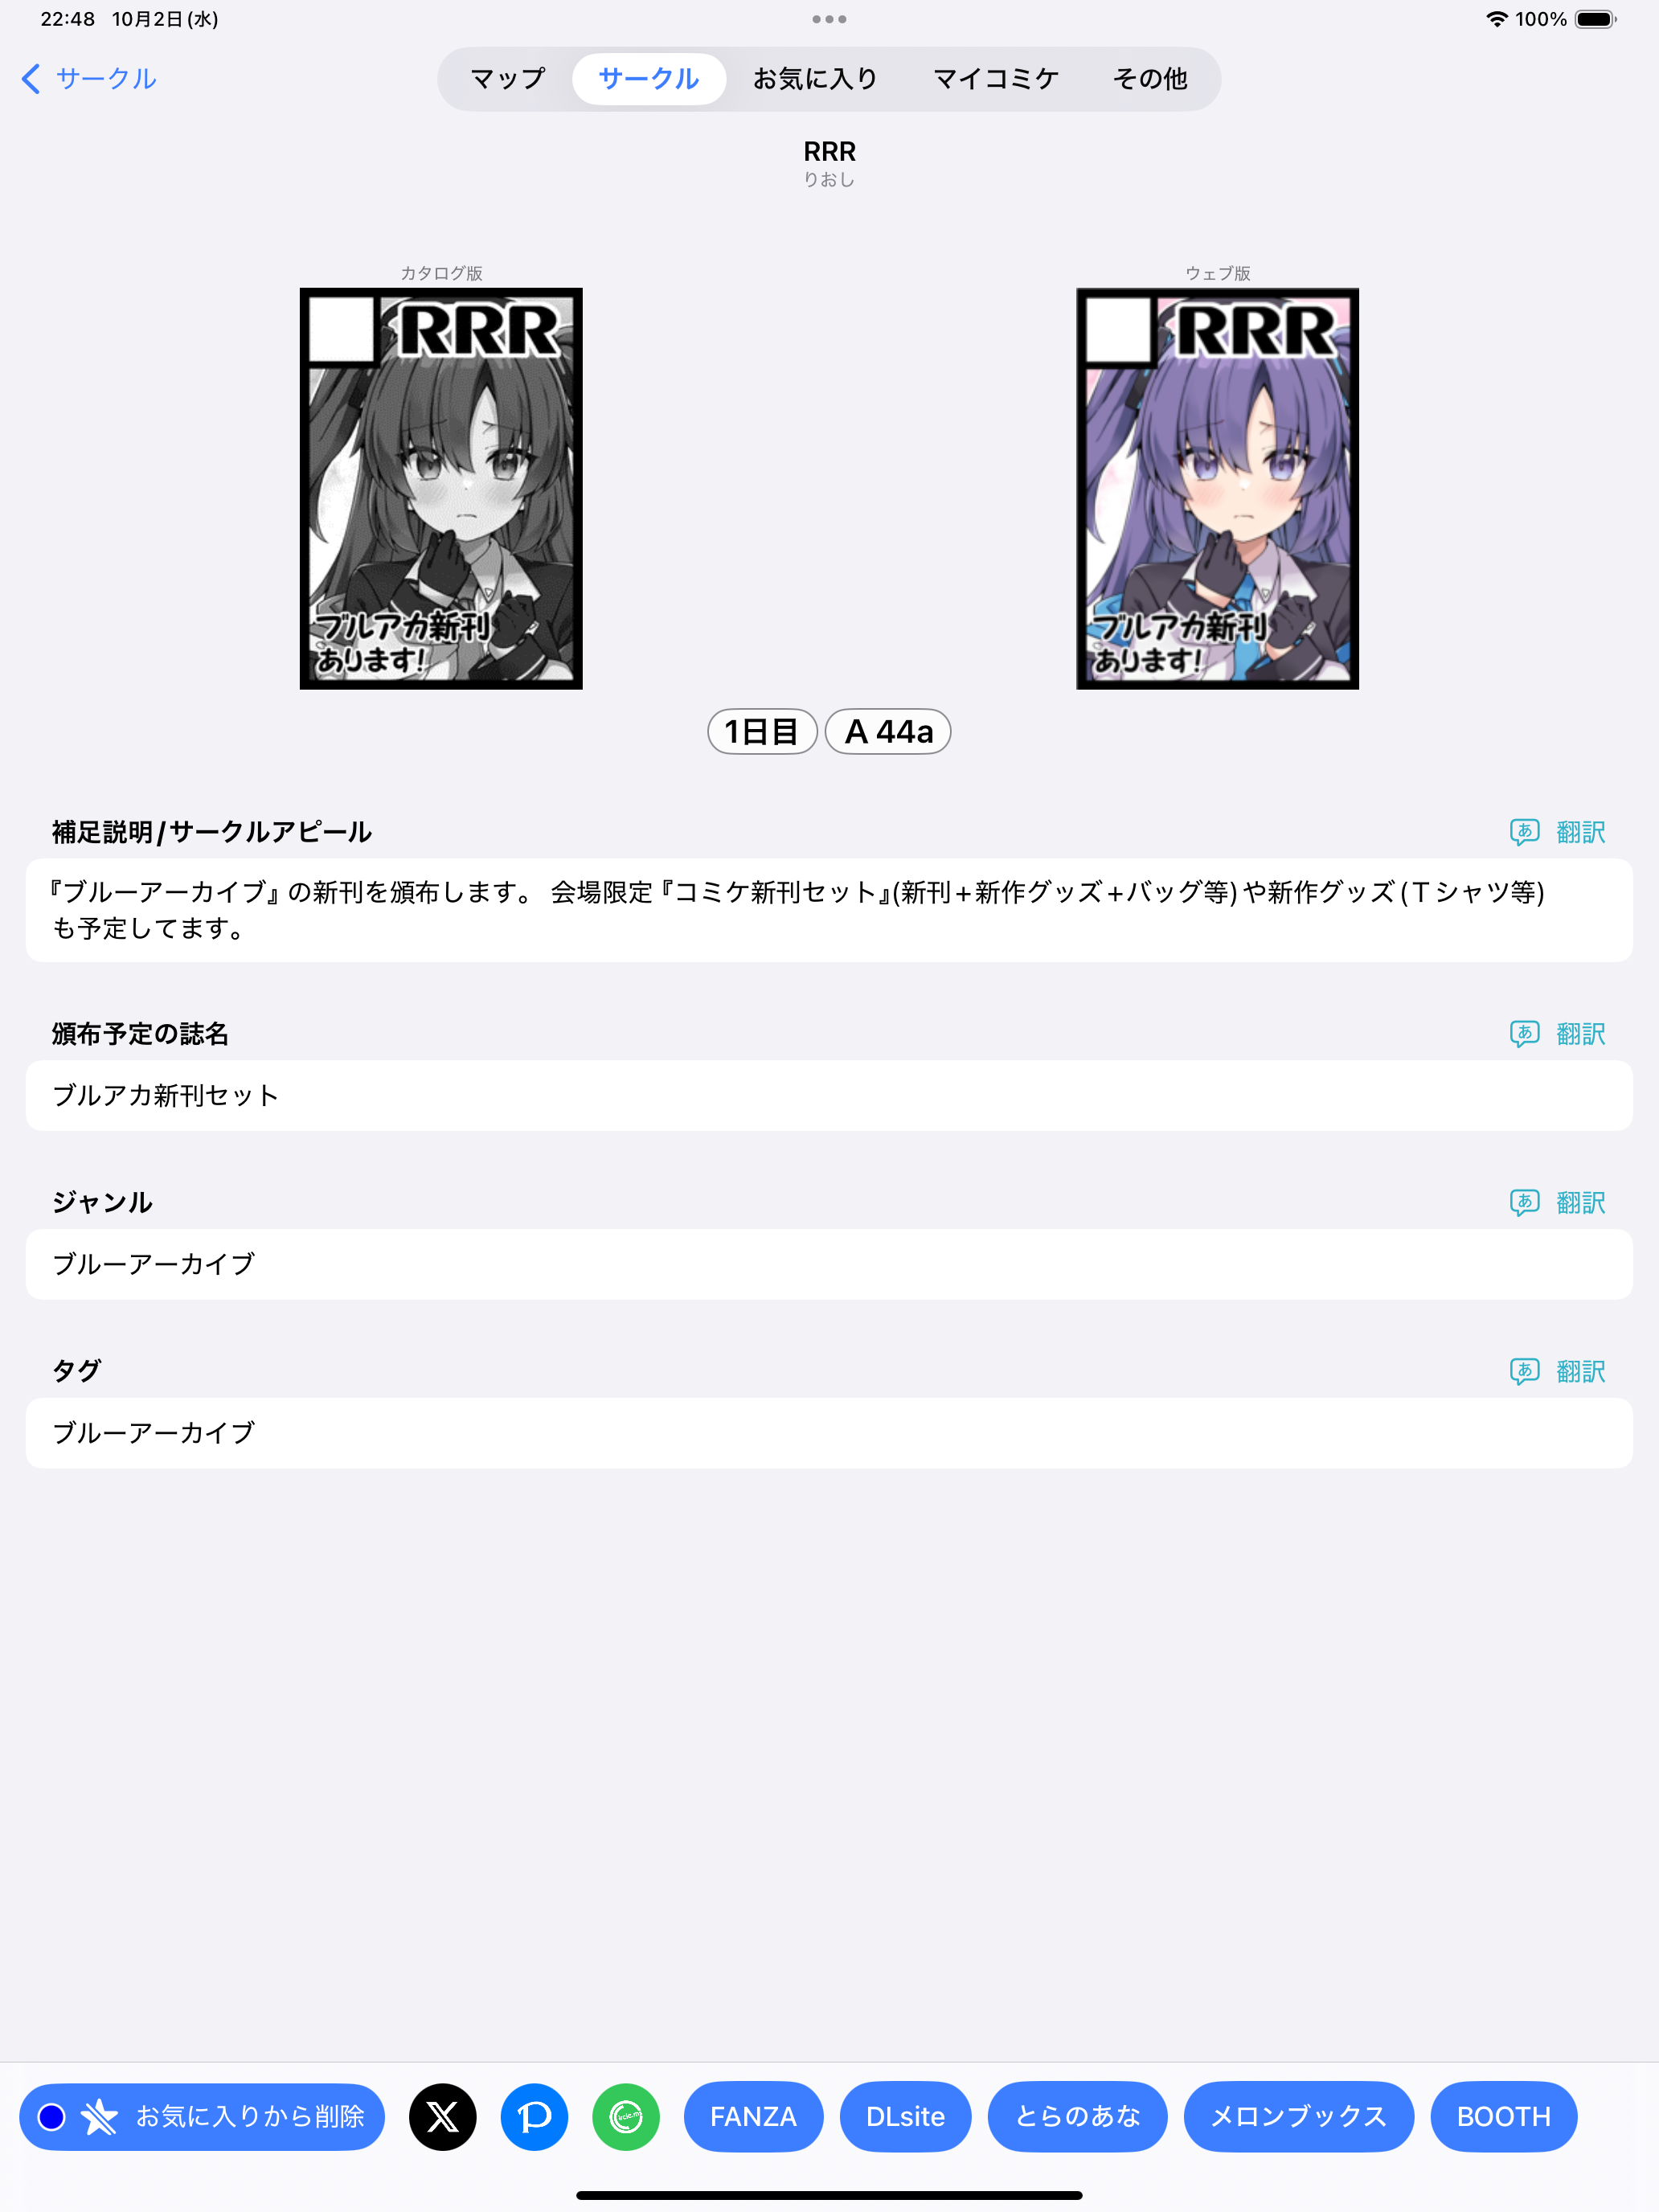 22:48 10月2日(水)
100%
サークル
マップ サークル お気に入り マイコミケ その他
RRR
りおし
カタログ版
ウェブ版
RRR
ブルアカ新刊
あります!
RRR
ブルアカ新刊
あります!
1日目 A 44a
補足説明/サークルアピール
あ 翻訳
『ブルーアーカイブ』の新刊を頒布します。 会場限定『コミケ新刊セット』(新刊+新作グッズ+バッグ等)や新作グッズ(Tシャツ等)
も予定してます。
頒布予定の誌名
あ 翻訳
ブルアカ新刊セット
ジャンル
あ 翻訳
ブルーアーカイブ
タグ
あ 翻訳
ブルーアーカイブ
お気に入りから削除 X P FANZA DLsite とらのあな メロンブックス BOOTH